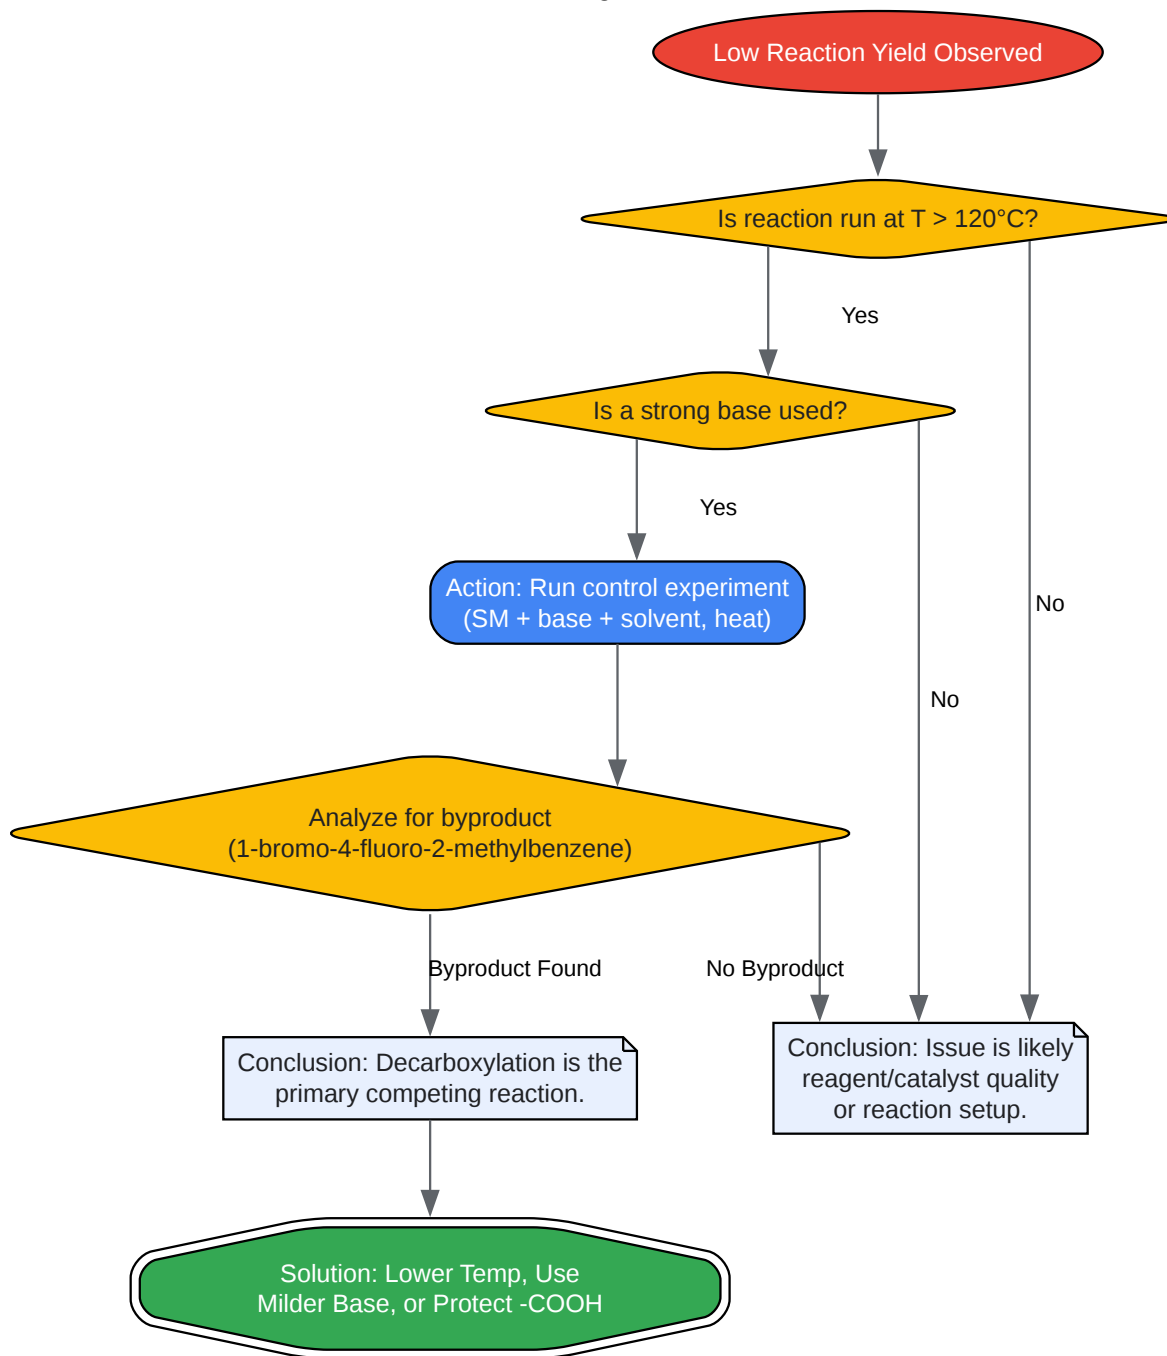 Low Reaction Yield Observed
Is reaction run at T > 120°C?
Yes
Is a strong base used?
Yes
Action: Run control experiment
(SM + base + solvent, heat)
No
No
Analyze for byproduct
(1-bromo-4-fluoro-2-methylbenzene)
Byproduct Found
No Byproduct
Conclusion: Decarboxylation is the
primary competing reaction.
Conclusion: Issue is likely
reagent/catalyst quality
or reaction setup.
Solution: Lower Temp, Use
Milder Base, or Protect -COOH